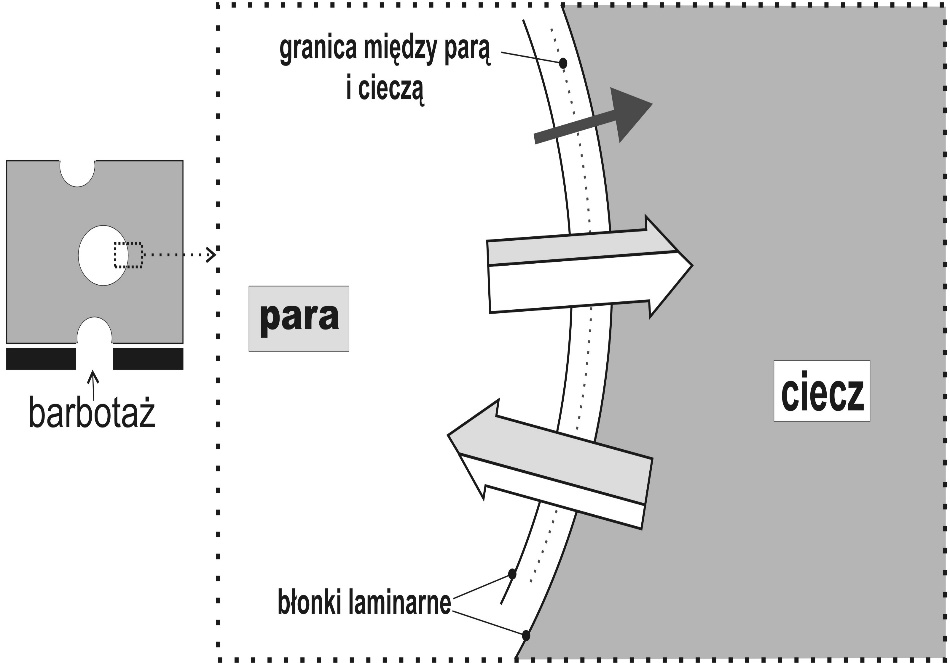 granica między parą
i cieczą
para
ciecz
barbotaż
błonki laminarne